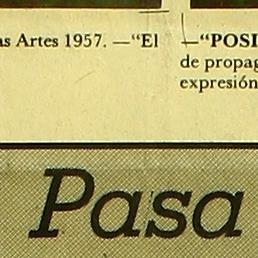 as Artes 1957. —“El
—“POSI
de propag
expresión
Pasa